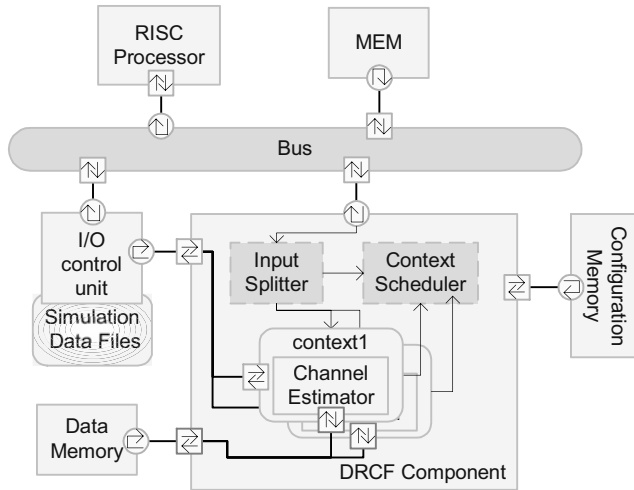 RISC
Processor
MEM
Bus
I/O
control
unit
Simulation
Data Files
Input
Splitter
Context
Scheduler
Configuration
Memory
context1
Channel
Estimator
Data
Memory
DRCF Component